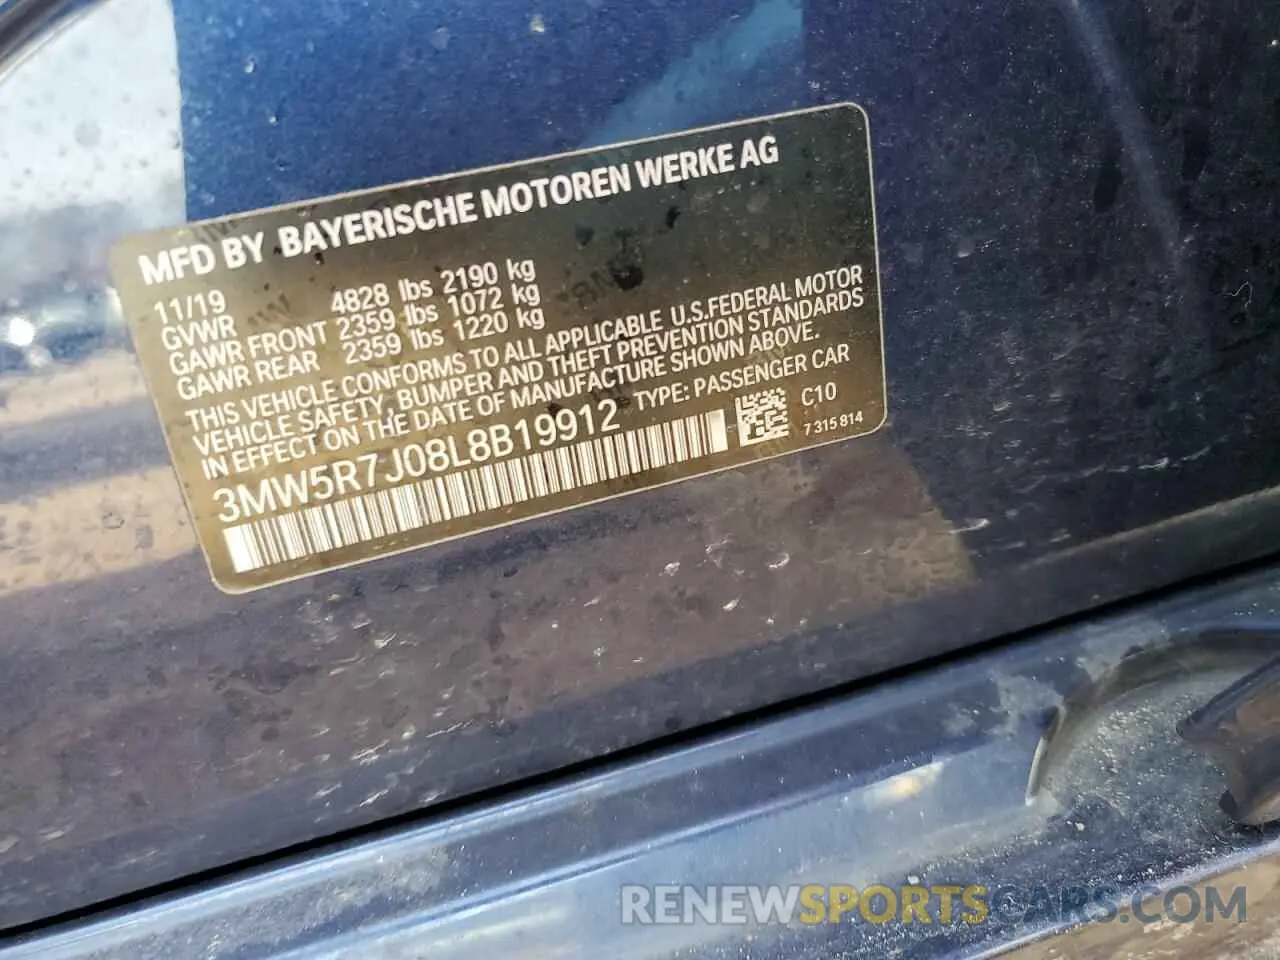 MFD BY BAYERISCHE MOTOREN WERKE AG
11/19
GVWR 4828 lbs 2190 kg
GAWR FRONT 2359 lbs 1072 kg
GAWR REAR 2359 lbs 1220 kg
THIS VEHICLE CONFORMS TO ALL APPLICABLE U.S.FEDERAL MOTOR
VEHICLE SAFETY, BUMPER AND THEFT PREVENTION STANDARDS
IN EFFECT ON THE DATE OF MANUFACTURE SHOWN ABOVE.
3MW5R7J08L8B19912 TYPE: PASSENGER CAR
C10
7 315 814
RENEWSPORTSCARS.COM